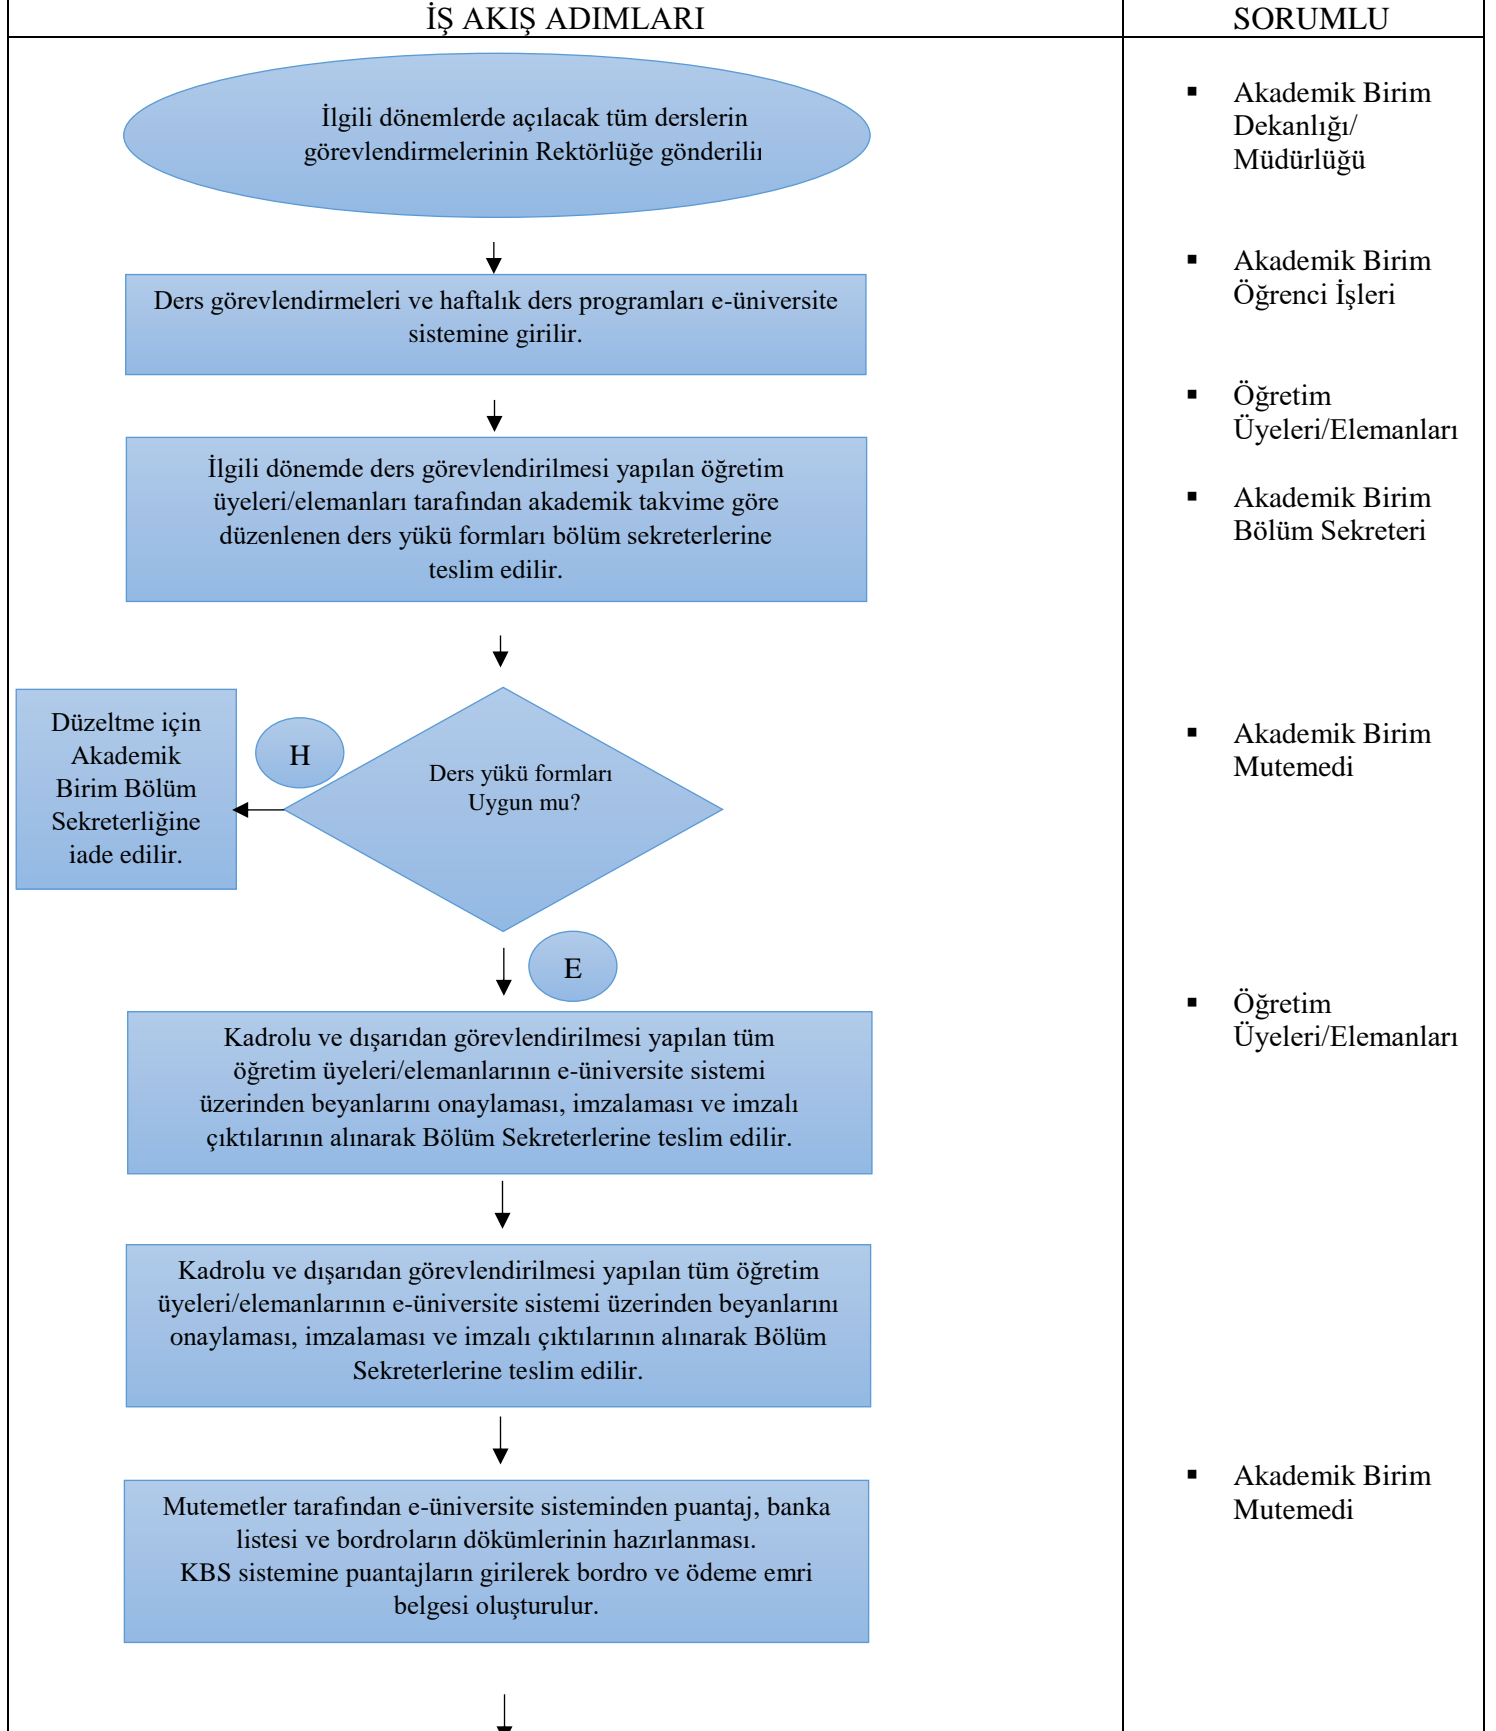 İŞ AKIŞ ADIMLARI
SORUMLU
İlgili dönemlerde açılacak tüm derslerin
görevlendirmelerinin Rektörlüğe gönderilir
Ders görevlendirmeleri ve haftalık ders programları e-üniversite
sistemine girilir.
İlgili dönemde ders görevlendirilmesi yapılan öğretim
üyeleri/elemanları tarafından akademik takvime göre
düzenlenen ders yükü formları bölüm sekreterlerine
teslim edilir.
Düzeltme için
Akademik
Birim Bölüm
Sekreterliğine
iade edilir.
H
Ders yükü formları
Uygun mu?
E
Kadrolu ve dışarıdan görevlendirilmesi yapılan tüm
öğretim üyeleri/elemanlarının e-üniversite sistemi
üzerinden beyanlarını onaylaması, imzalaması ve imzalı
çıktılarının alınarak Bölüm Sekreterlerine teslim edilir.
Kadrolu ve dışarıdan görevlendirilmesi yapılan tüm öğretim
üyeleri/elemanlarının e-üniversite sistemi üzerinden beyanlarını
onaylaması, imzalaması ve imzalı çıktılarının alınarak Bölüm
Sekreterlerine teslim edilir.
Mutemetler tarafından e-üniversite sisteminden puantaj, banka
listesi ve bordroların dökümlerinin hazırlanması.
KBS sistemine puantajların girilerek bordro ve ödeme emri
belgesi oluşturulur.
▪ Akademik Birim
Dekanlığı/
Müdürlüğü
▪ Akademik Birim
Öğrenci İşleri
▪ Öğretim
Üyeleri/Elemanları
▪ Akademik Birim
Bölüm Sekreteri
▪ Akademik Birim
Mutemedi
▪ Öğretim
Üyeleri/Elemanları
▪ Akademik Birim
Mutemedi